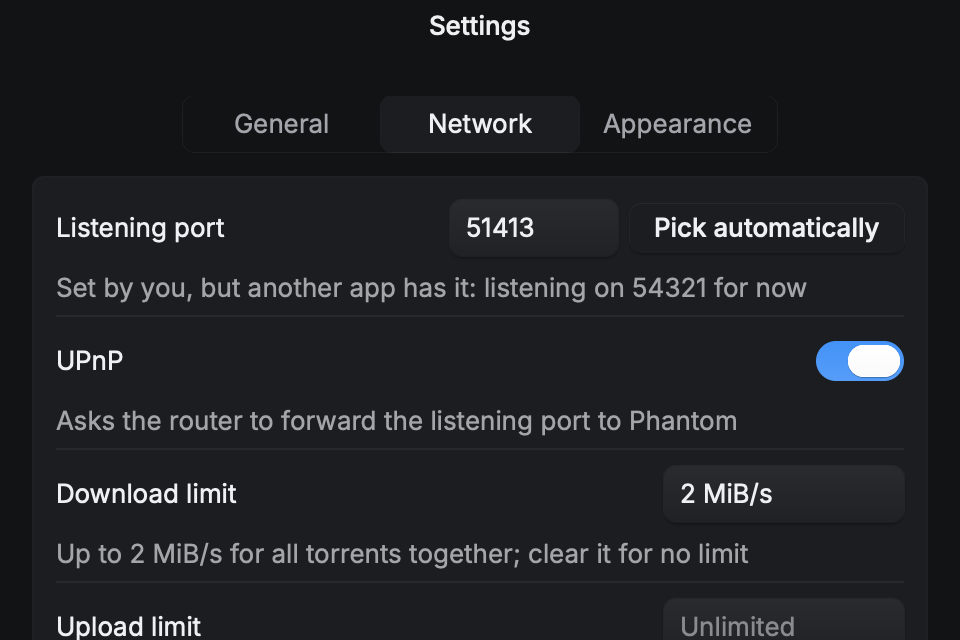 Settings
General Network Appearance
Listening port 51413 Pick automatically
Set by you, but another app has it: listening on 54321 for now
UPnP
Asks the router to forward the listening port to Phantom
Download limit 2 MiB/s
Up to 2 MiB/s for all torrents together; clear it for no limit
Upload limit Unlimited